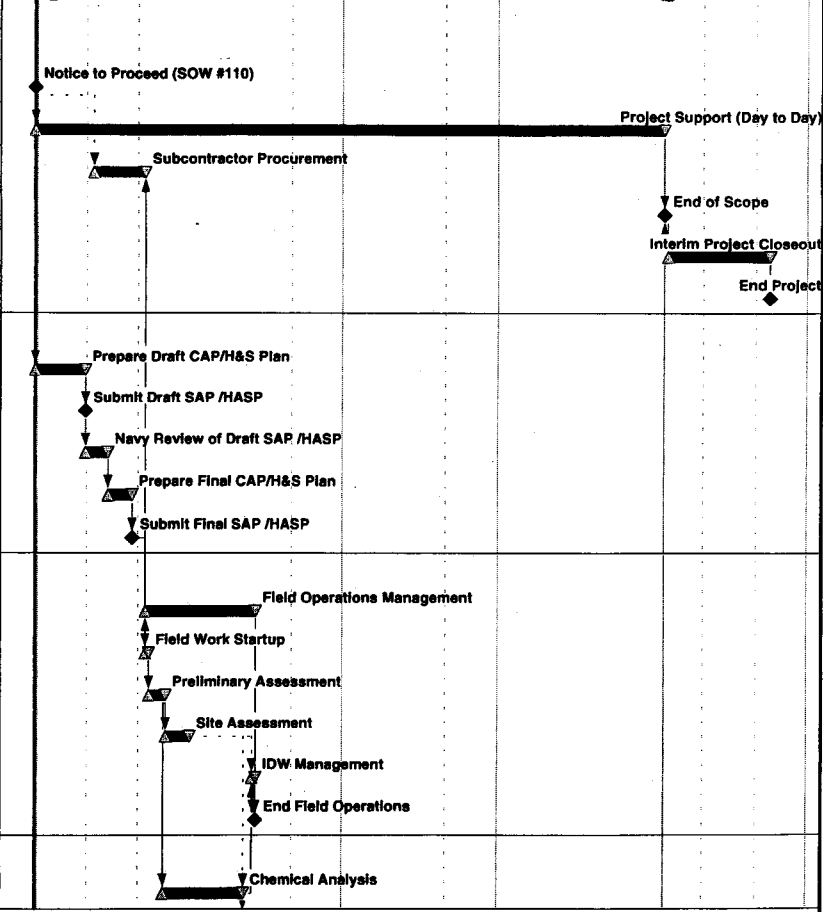 Notice to Proceed (SOW #110)
Project Support (Day to Day)
Subcontractor Procurement
End of Scope
Interim Project Closeout
End Project
Prepare Draft CAP/H&S Plan
Submit Draft SAP /HASP
Navy Review of Draft SAP /HASP
Prepare Final CAP/H&S Plan
Submit Final SAP /HASP
Field Operations Management
Field Work Startup
Preliminary Assessment
Site Assessment
IDW Management
End Field Operations
Chemical Analysis